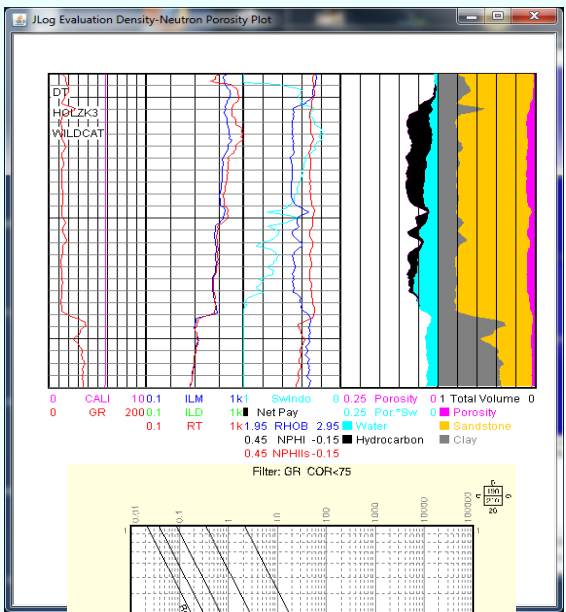 JLog Evaluation Density-Neutron Porosity Plot
DT
HOLZK3
WILDCAT
0 CALI 10 0.1 ILM 1k 1 Swindo 0 0.25 Porosity 0 1 Total Volume 0
0 GR 200 0.1 ILD 1k Net Pay 0.25 Por.*Sw 0 Porosity
0.1 RT 1k 1.95 RHOB 2.95 Water Sandstone
0.45 NPHI -0.15 Hydrocarbon Clay
0.45 NPHIls -0.15
Filter: GR COR<75
0.01 0.1 1 10 100 1000 10000 100000
1 1
20